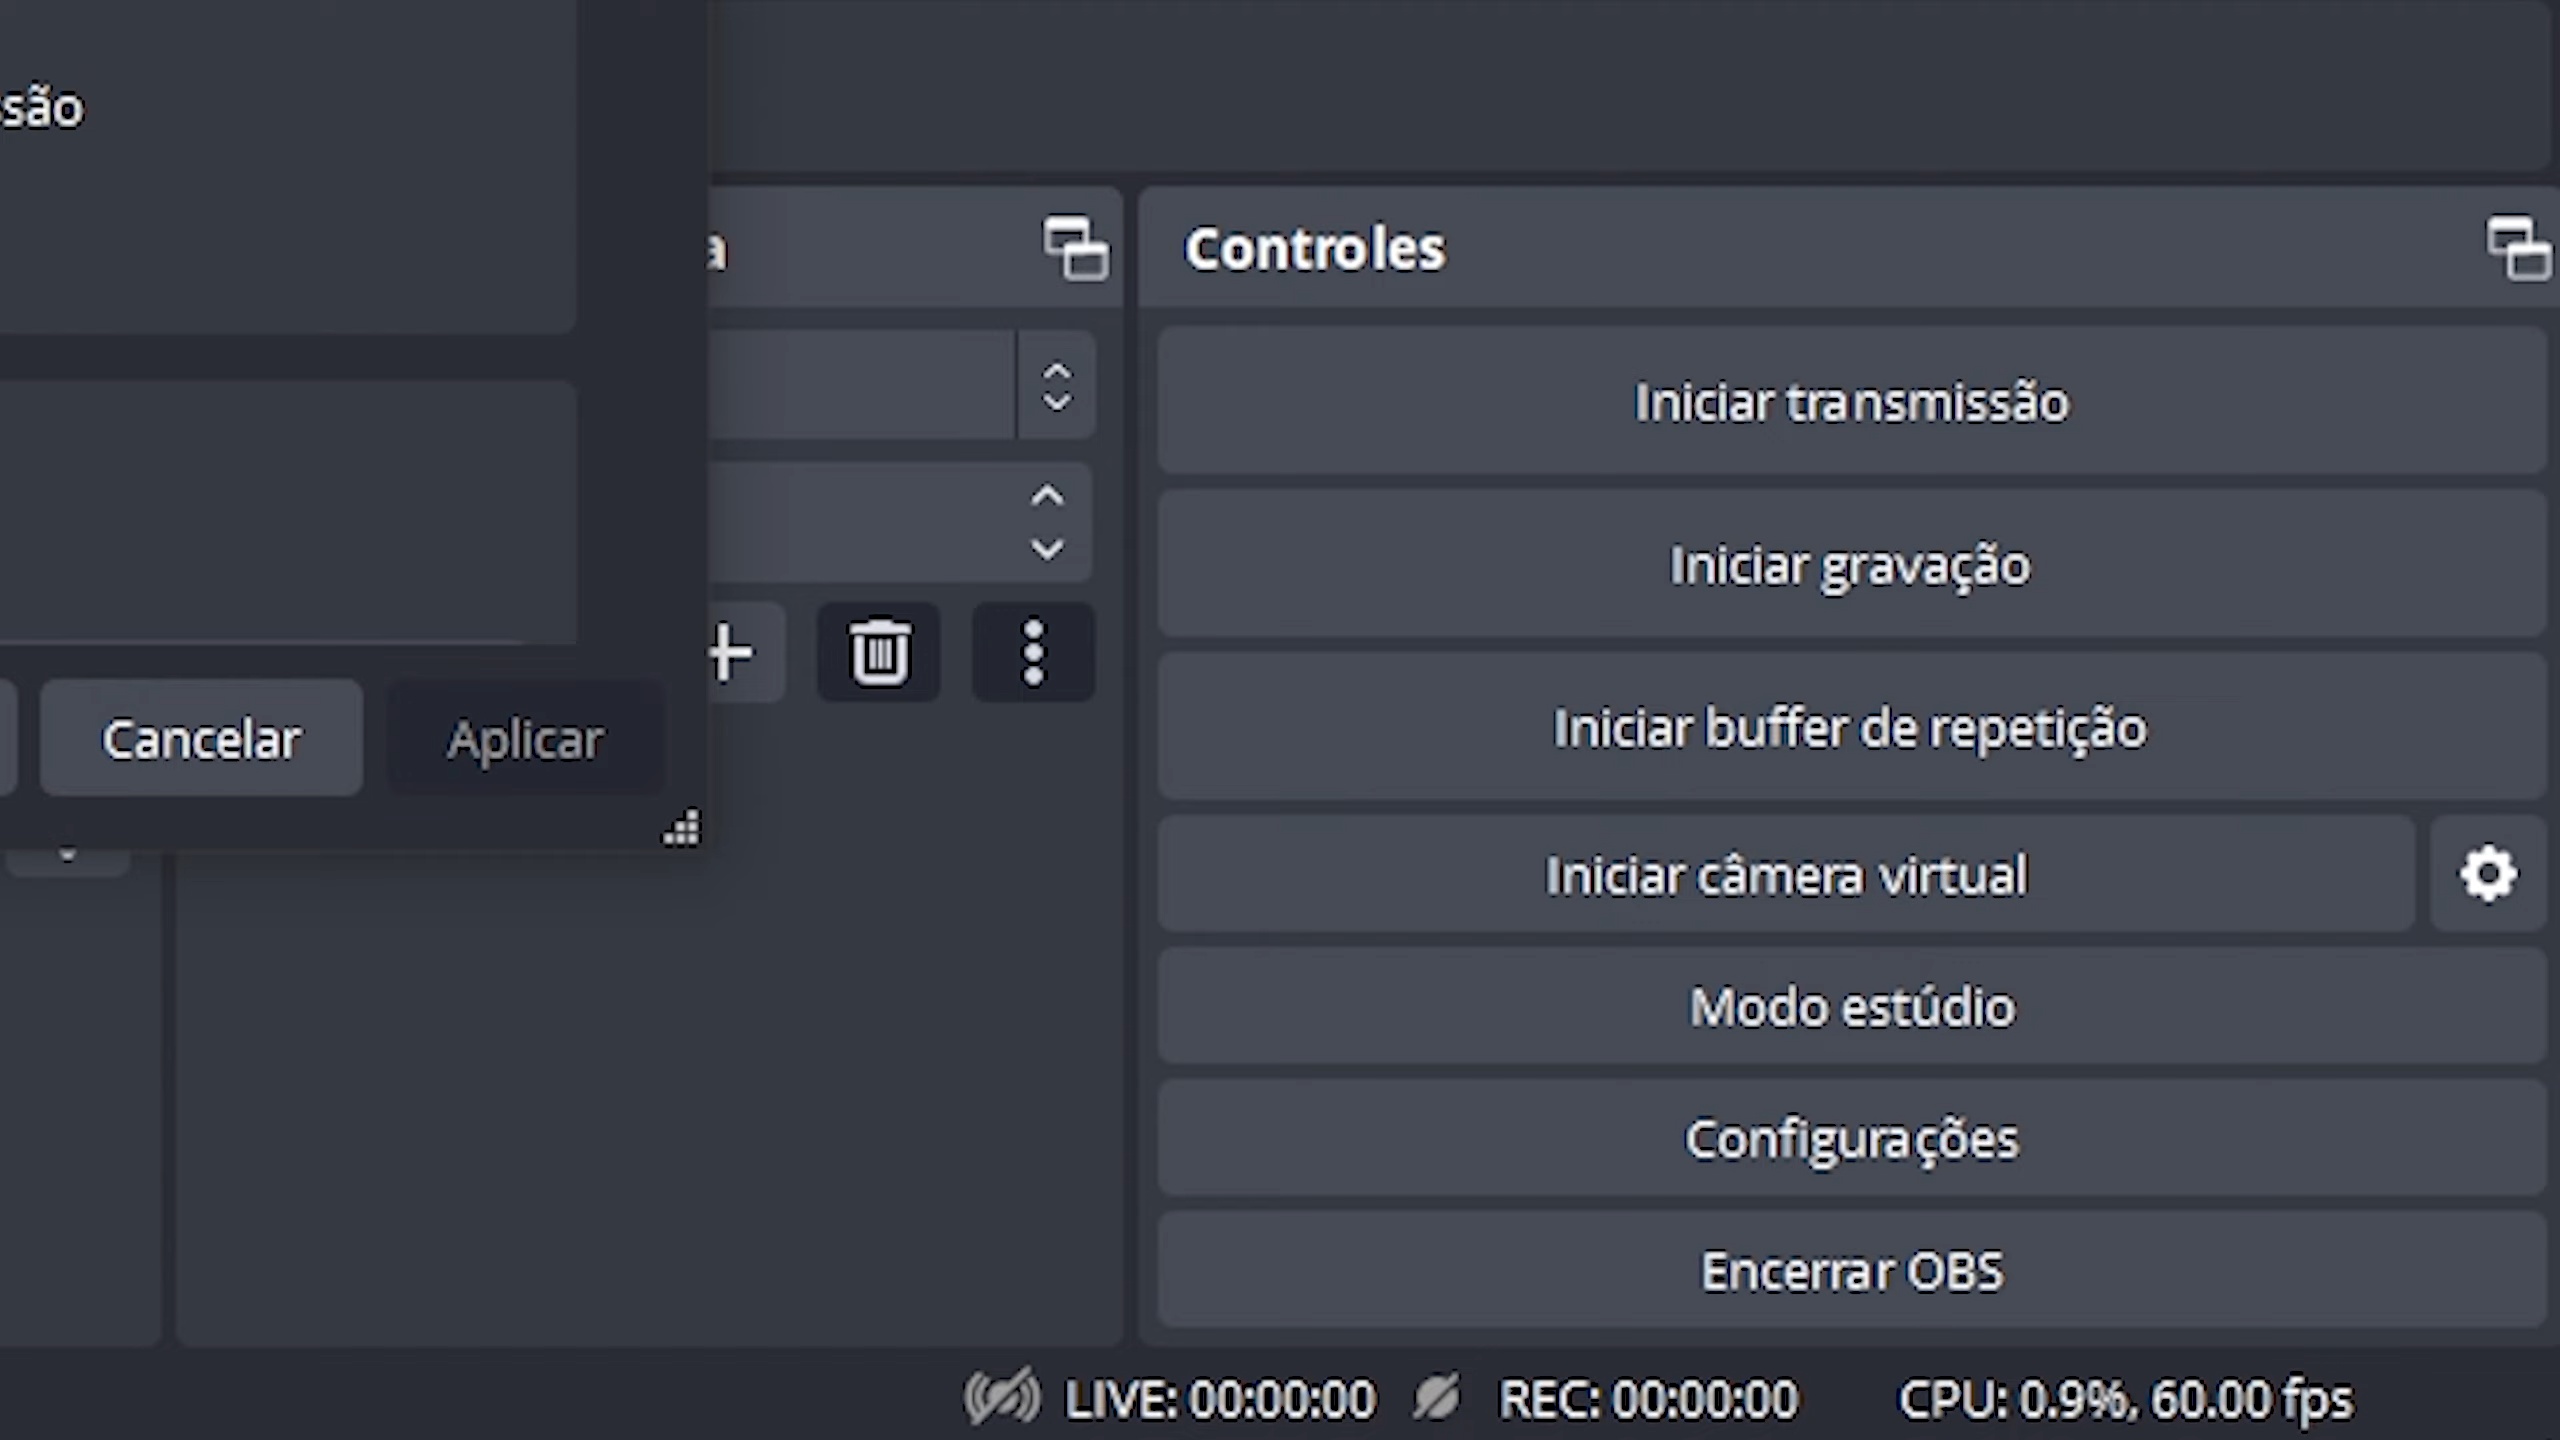 Cancelar
Aplicar
Controles
Iniciar transmissão
Iniciar gravação
Iniciar buffer de repetição
Iniciar câmera virtual
Modo estúdio
Configurações
Encerrar OBS
LIVE: 00:00:00 REC: 00:00:00 CPU: 0.9%, 60.00 fps